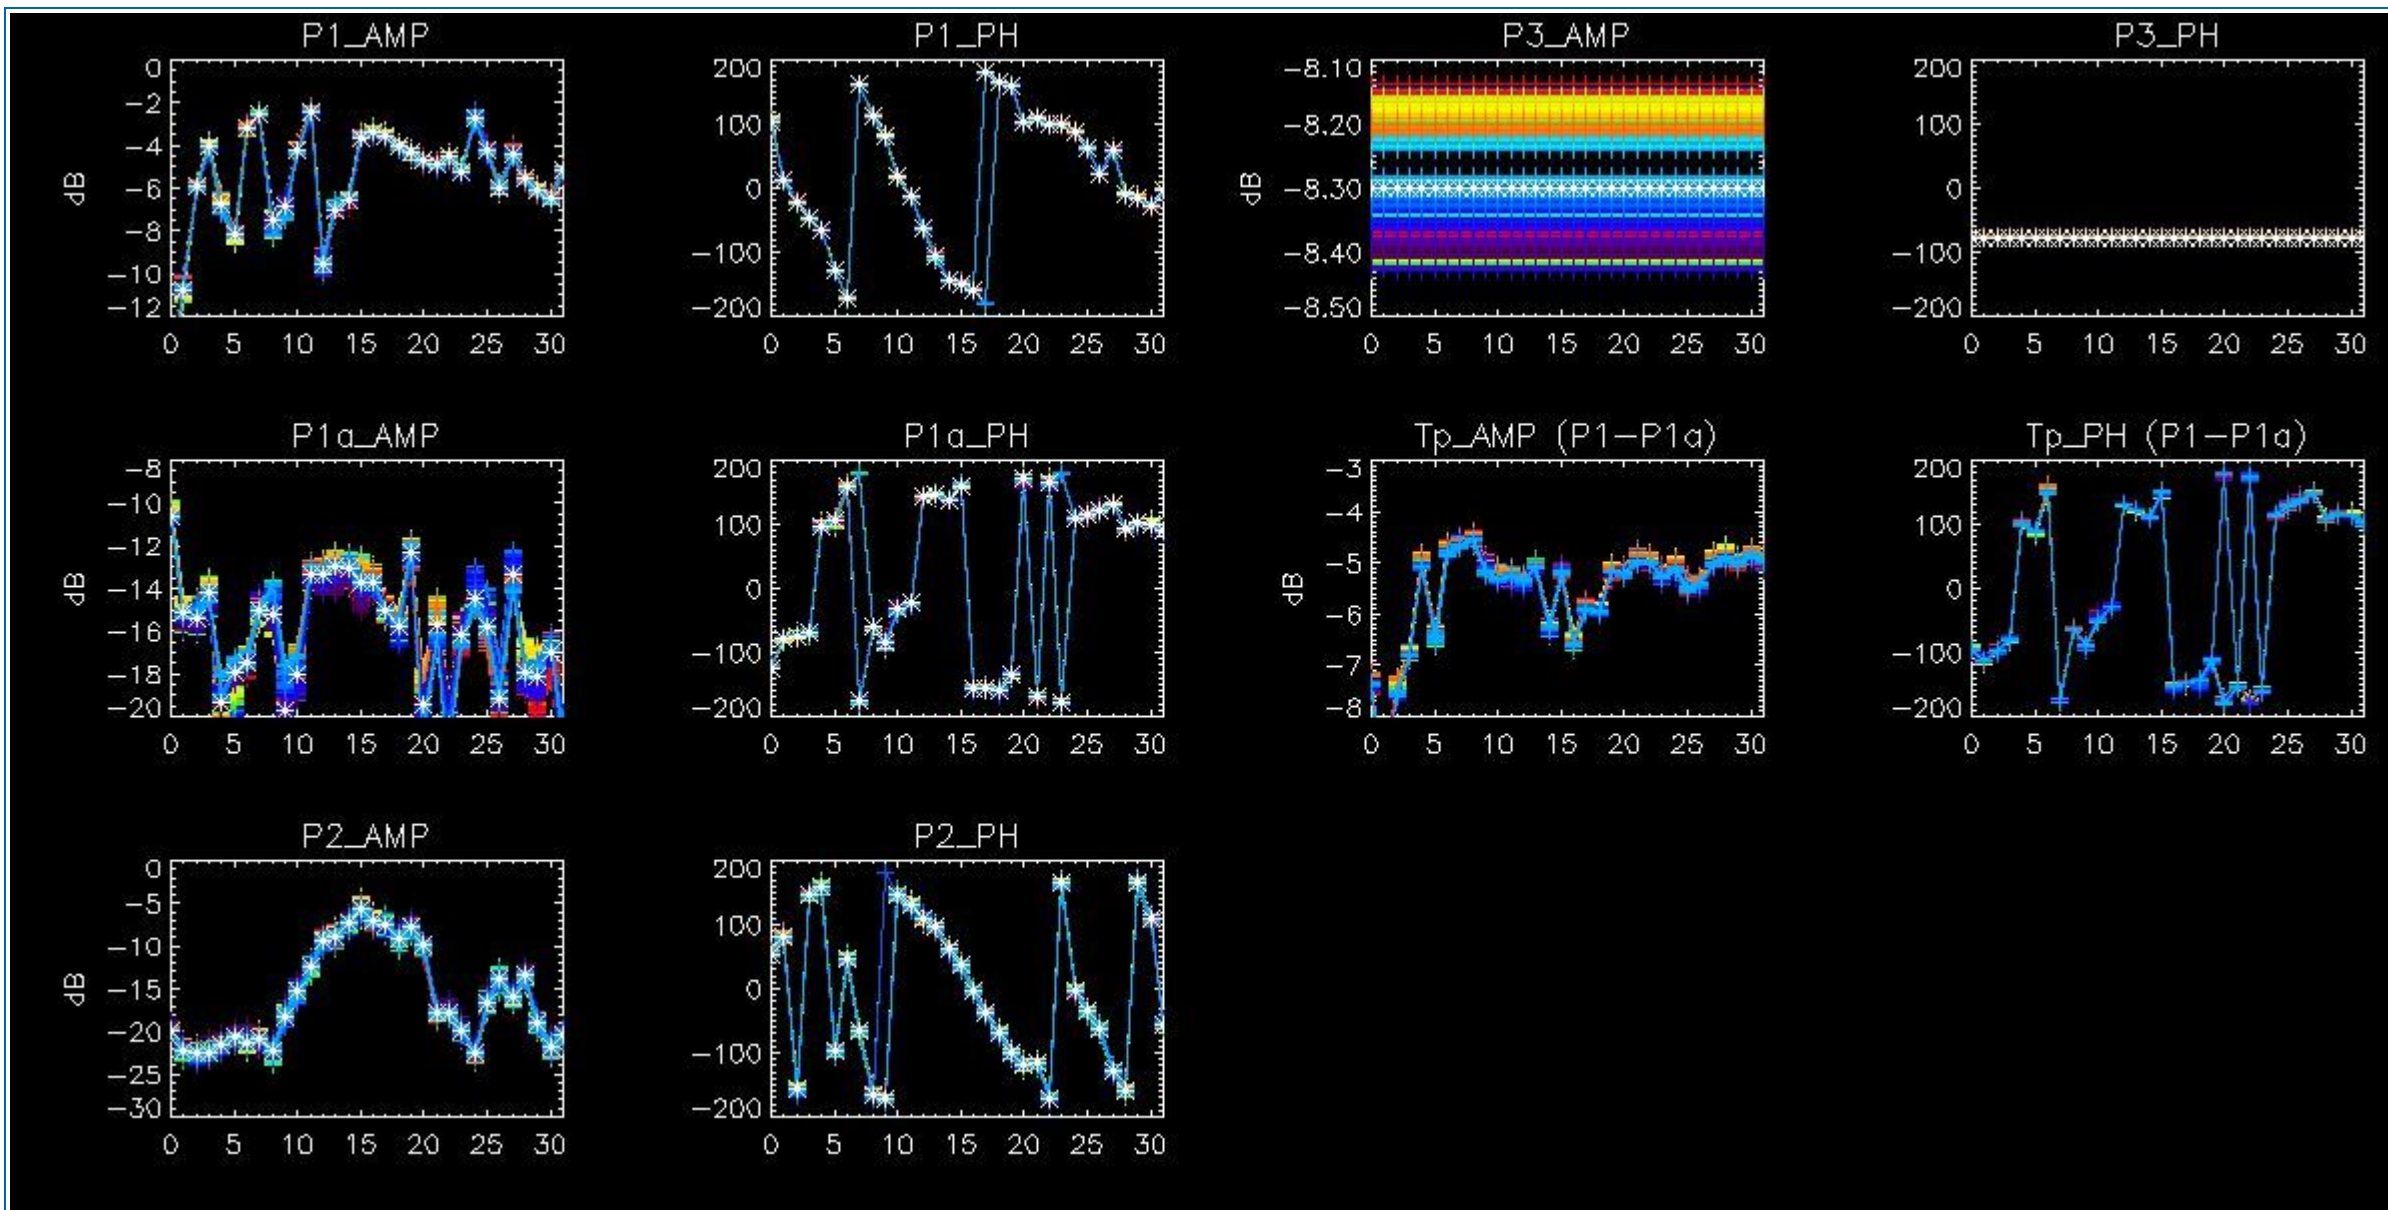 P1_AMP P1_PH P3_AMP P3_PH
0 200 -8.10 200
-2
100 -8.20 100
-4
dB -6 0 dB -8.30 0
-8
-100 -8.40 -100
-10
-12 -200 -8.50 -200
0 5 10 15 20 25 30 0 5 10 15 20 25 30 0 5 10 15 20 25 30 0 5 10 15 20 25 30
P1a_AMP P1a_PH Tp_AMP (P1-P1a) Tp_PH (P1-P1a)
-8 200 -3 200
-10
100 -4 100
-12
dB -14 0 dB -5 0
-6
-16
-100 -7 -100
-18
-20 -200 -8 -200
0 5 10 15 20 25 30 0 5 10 15 20 25 30 0 5 10 15 20 25 30 0 5 10 15 20 25 30
P2_AMP P2_PH
0 200
-5
100
-10
dB -15 0
-20
-100
-25
-30 -200
0 5 10 15 20 25 30 0 5 10 15 20 25 30